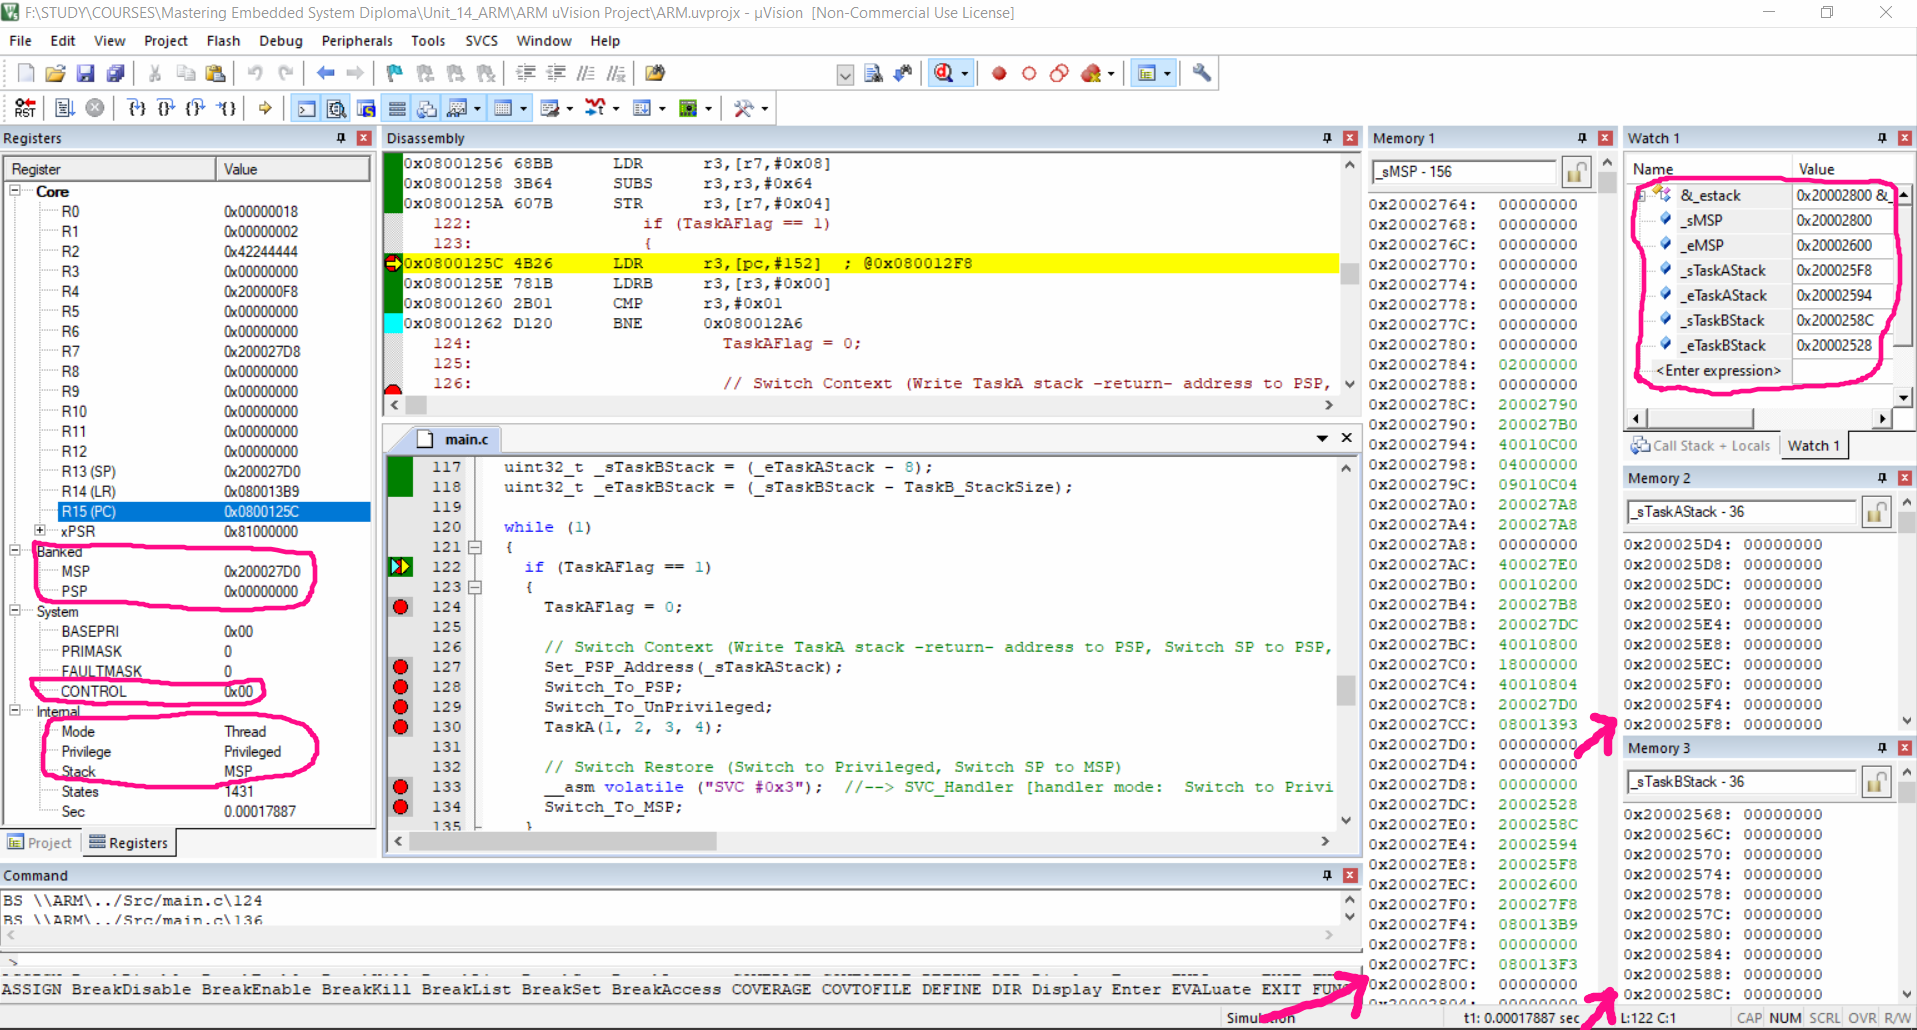 F:\STUDY\COURSES\Mastering Embedded System Diploma\Unit_14_ARM\ARM uVision Project\ARM.uvprojx - µVision [Non-Commercial Use License]
File Edit View Project Flash Debug Peripherals Tools SVCS Window Help
Registers
Register Value
Core
R0 0x00000018
R1 0x00000002
R2 0x42244444
R3 0x00000000
R4 0x200000F8
R5 0x00000000
R6 0x00000000
R7 0x200027D8
R8 0x00000000
R9 0x00000000
R10 0x00000000
R11 0x00000000
R12 0x00000000
R13 (SP) 0x200027D0
R14 (LR) 0x080013B9
R15 (PC) 0x0800125C
xPSR 0x81000000
Banked
MSP 0x200027D0
PSP 0x00000000
System
BASEPRI 0x00
PRIMASK 0
FAULTMASK 0
CONTROL 0x00
Internal
Mode Thread
Privilege Privileged
Stack MSP
States 1431
Sec 0.00017887
Project Registers
Disassembly
0x08001256 68BB LDR r3,[r7,#0x08]
0x08001258 3B64 SUBS r3,r3,#0x64
0x0800125A 607B STR r3,[r7,#0x04]
122: if (TaskAFlag == 1)
123: {
0x0800125C 4B26 LDR r3,[pc,#152] ; @0x080012F8
0x0800125E 781B LDRB r3,[r3,#0x00]
0x08001260 2B01 CMP r3,#0x01
0x08001262 D120 BNE 0x080012A6
124: TaskAFlag = 0;
125:
126: // Switch Context (Write TaskA stack -return- address to PSP,
main.c
117 uint32_t _sTaskBStack = (_eTaskAStack - 8);
118 uint32_t _eTaskBStack = (_sTaskBStack - TaskB_StackSize);
119
120 while (1)
121 {
122 if (TaskAFlag == 1)
123 {
124 TaskAFlag = 0;
125
126 // Switch Context (Write TaskA stack -return- address to PSP, Switch SP to PSP,
127 Set_PSP_Address(_sTaskAStack);
128 Switch_To_PSP;
129 Switch_To_UnPrivileged;
130 TaskA(1, 2, 3, 4);
131
132 // Switch Restore (Switch to Privileged, Switch SP to MSP)
133 __asm volatile ("SVC #0x3"); //--> SVC_Handler [handler mode: Switch to Privi
134 Switch_To_MSP;
135 }
Command
BS \\ARM\../Src/main.c\124
BS \\ARM\../Src/main.c\136
>
ASSIGN BreakDisable BreakEnable BreakKill BreakList BreakSet BreakAccess COVERAGE COVTOFILE DEFINE DIR Display Enter EVALuate EXIT FUNC
Memory 1
_sMSP - 156
0x20002764: 00000000
0x20002768: 00000000
0x2000276C: 00000000
0x20002770: 00000000
0x20002774: 00000000
0x20002778: 00000000
0x2000277C: 00000000
0x20002780: 00000000
0x20002784: 02000000
0x20002788: 00000000
0x2000278C: 20002790
0x20002790: 200027B0
0x20002794: 40010C00
0x20002798: 04000000
0x2000279C: 09010C04
0x200027A0: 200027A8
0x200027A4: 200027A8
0x200027A8: 00000000
0x200027AC: 400027E0
0x200027B0: 00010200
0x200027B4: 200027B8
0x200027B8: 200027DC
0x200027BC: 40010800
0x200027C0: 18000000
0x200027C4: 40010804
0x200027C8: 200027D0
0x200027CC: 08001393
0x200027D0: 00000000
0x200027D4: 00000000
0x200027D8: 00000000
0x200027DC: 20002528
0x200027E0: 2000258C
0x200027E4: 20002594
0x200027E8: 200025F8
0x200027EC: 20002600
0x200027F0: 200027F8
0x200027F4: 080013B9
0x200027F8: 00000000
0x200027FC: 080013F3
0x20002800: 00000000
0x20002804: 00000000
Watch 1
Name Value
&_estack 0x20002800 &_
_sMSP 0x20002800
_eMSP 0x20002600
_sTaskAStack 0x200025F8
_eTaskAStack 0x20002594
_sTaskBStack 0x2000258C
_eTaskBStack 0x20002528
<Enter expression>
Call Stack + Locals Watch 1
Memory 2
_sTaskAStack - 36
0x200025D4: 00000000
0x200025D8: 00000000
0x200025DC: 00000000
0x200025E0: 00000000
0x200025E4: 00000000
0x200025E8: 00000000
0x200025EC: 00000000
0x200025F0: 00000000
0x200025F4: 00000000
0x200025F8: 00000000
Memory 3
_sTaskBStack - 36
0x20002568: 00000000
0x2000256C: 00000000
0x20002570: 00000000
0x20002574: 00000000
0x20002578: 00000000
0x2000257C: 00000000
0x20002580: 00000000
0x20002584: 00000000
0x20002588: 00000000
0x2000258C: 00000000
Simulation t1: 0.00017887 sec L:122 C:1 CAP NUM SCRL OVR R/W